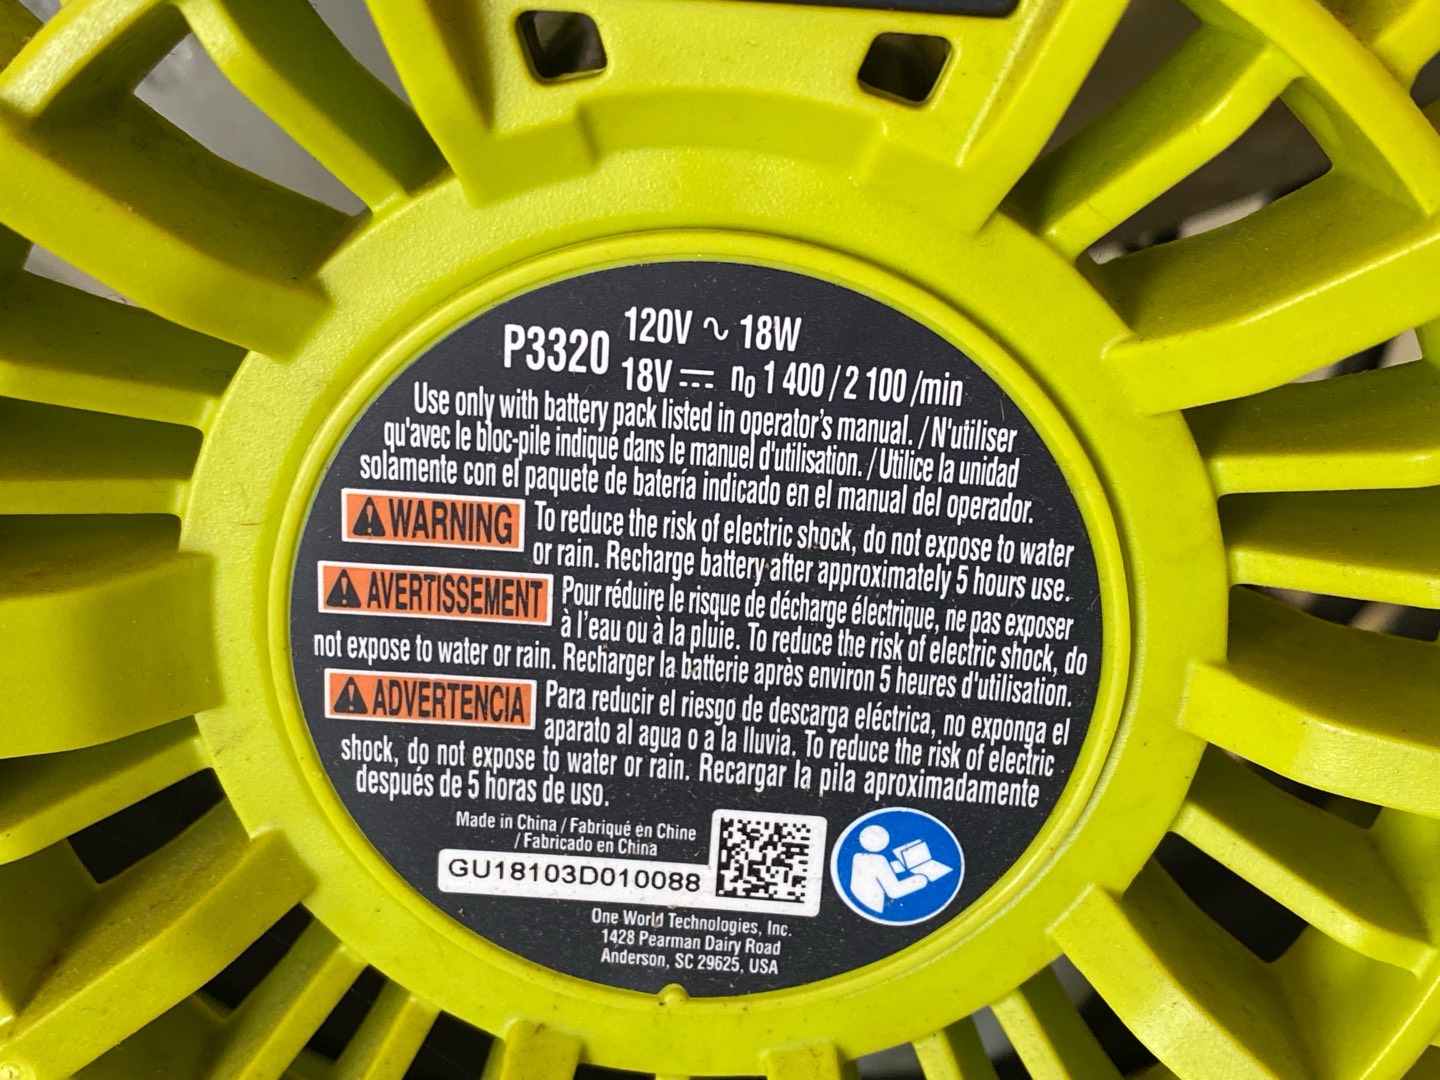 P3320 120V ~ 18W
18V ⎓ n₀ 1 400 / 2 100 /min
Use only with battery pack listed in operator's manual. / N'utiliser
qu'avec le bloc-pile indiqué dans le manuel d'utilisation. / Utilice la unidad
solamente con el paquete de batería indicado en el manual del operador.
⚠WARNING To reduce the risk of electric shock, do not expose to water
or rain. Recharge battery after approximately 5 hours use.
⚠AVERTISSEMENT Pour réduire le risque de décharge électrique, ne pas exposer
à l'eau ou à la pluie. To reduce the risk of electric shock, do
not expose to water or rain. Recharger la batterie après environ 5 heures d'utilisation.
⚠ADVERTENCIA Para reducir el riesgo de descarga eléctrica, no exponga el
aparato al agua o a la lluvia. To reduce the risk of electric
shock, do not expose to water or rain. Recargar la pila aproximadamente
después de 5 horas de uso.
Made in China / Fabriqué en Chine
/ Fabricado en China
GU18103D010088
One World Technologies, Inc.
1428 Pearman Dairy Road
Anderson, SC 29625, USA